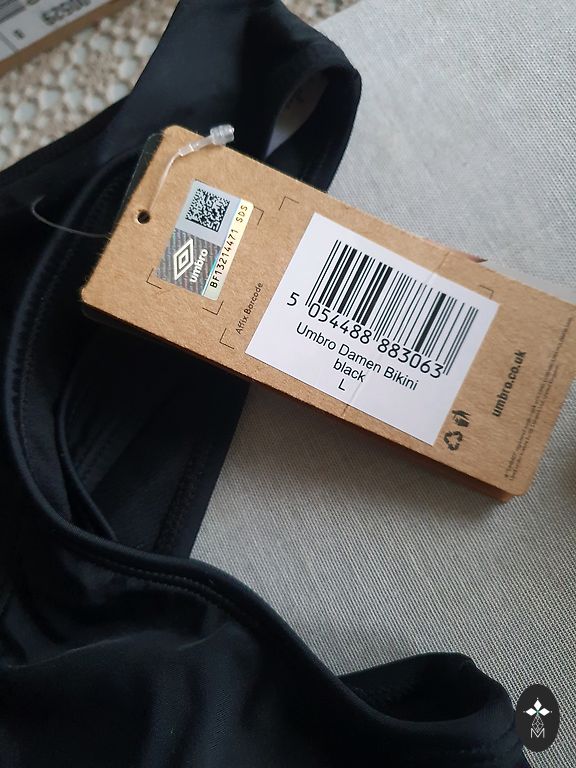 umbro
BF13214471 SDS
Affix Barcode
5 054488 883063
Umbro Damen Bikini
black
L
umbro.co.uk
M